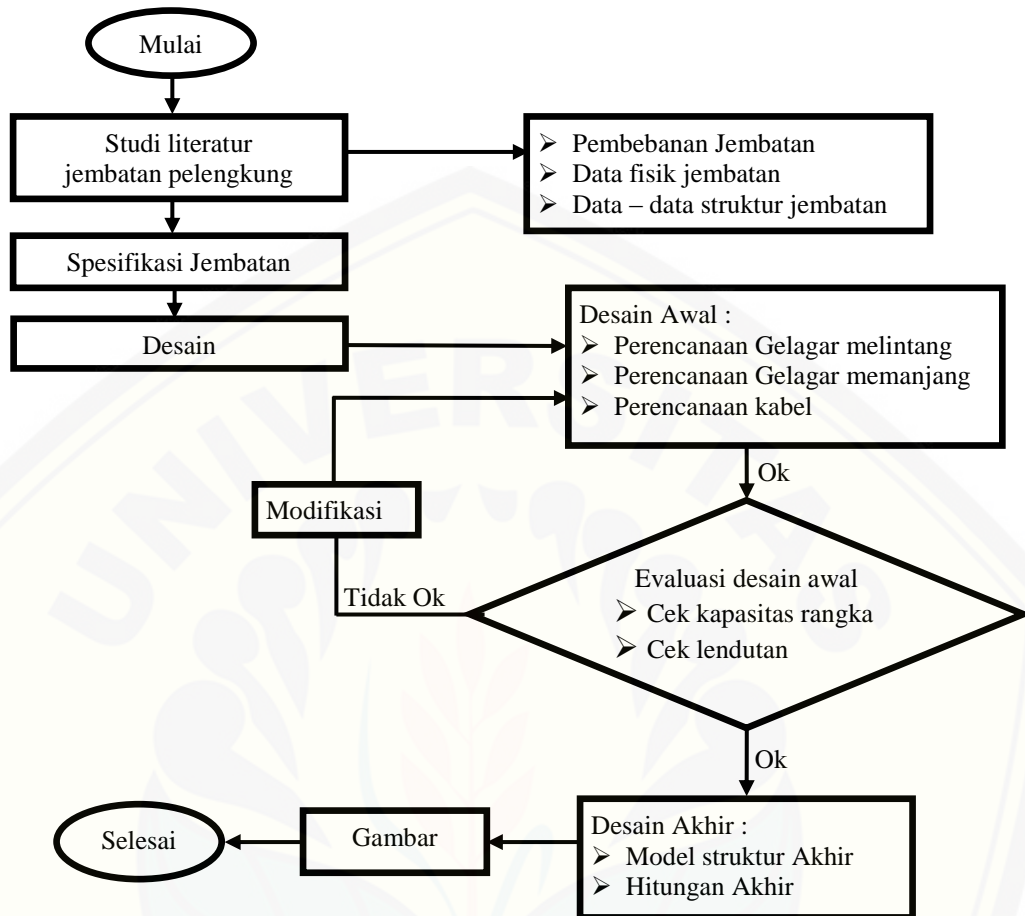 Mulai
Studi literatur
jembatan pelengkung
➢ Pembebanan Jembatan
➢ Data fisik jembatan
➢ Data – data struktur jembatan
Spesifikasi Jembatan
Desain
Desain Awal :
➢ Perencanaan Gelagar melintang
➢ Perencanaan Gelagar memanjang
➢ Perencanaan kabel
Ok
Modifikasi
Tidak Ok
Evaluasi desain awal
➢ Cek kapasitas rangka
➢ Cek lendutan
Ok
Desain Akhir :
➢ Model struktur Akhir
➢ Hitungan Akhir
Gambar
Selesai
UNIVERSITAS